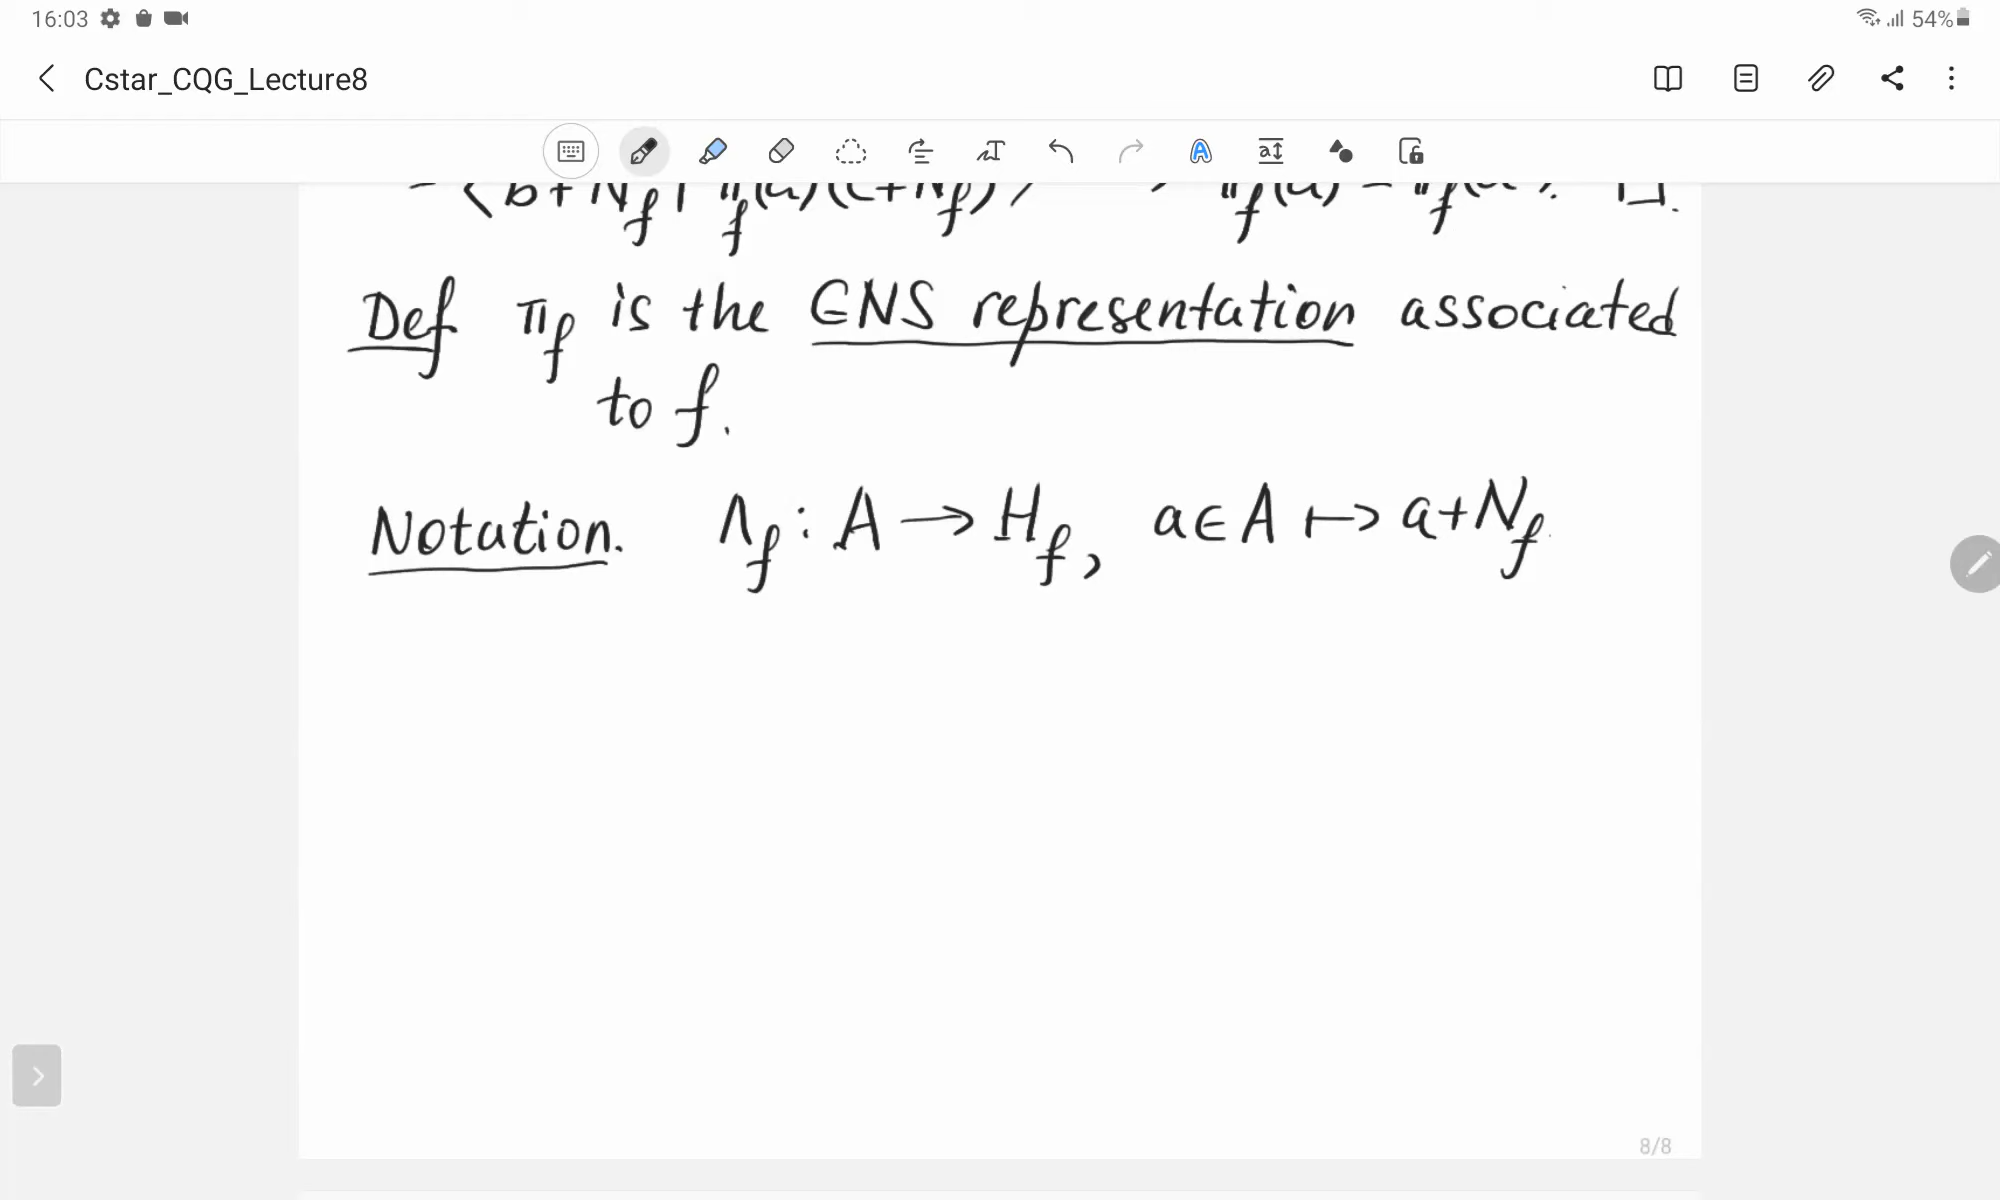 16:03 54%
Cstar_CQG_Lecture8
Def π_f is the GNS representation associated
to f.
Notation. Λ_f : A → H_f, a ∈ A ↦ a+N_f
8/8